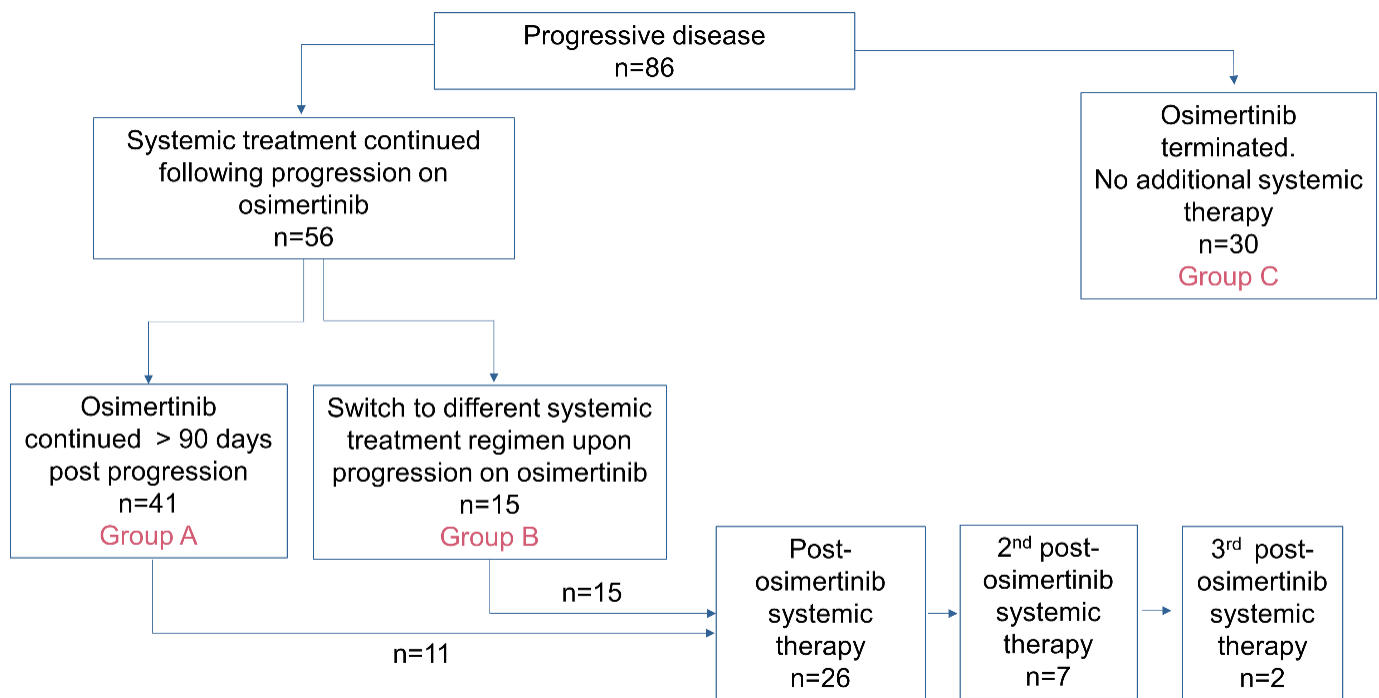 Progressive disease
n=86
Systemic treatment continued
following progression on
osimertinib
n=56
Osimertinib
terminated.
No additional systemic
therapy
n=30
Group C
Osimertinib
continued  > 90 days
post progression
n=41
Group A
Switch to different systemic
treatment regimen upon
progression on osimertinib
n=15
Group B
n=15
n=11
Post-
osimertinib
systemic
therapy
n=26
2nd post-
osimertinib
systemic
therapy
n=7
3rd post-
osimertinib
systemic
therapy
n=2